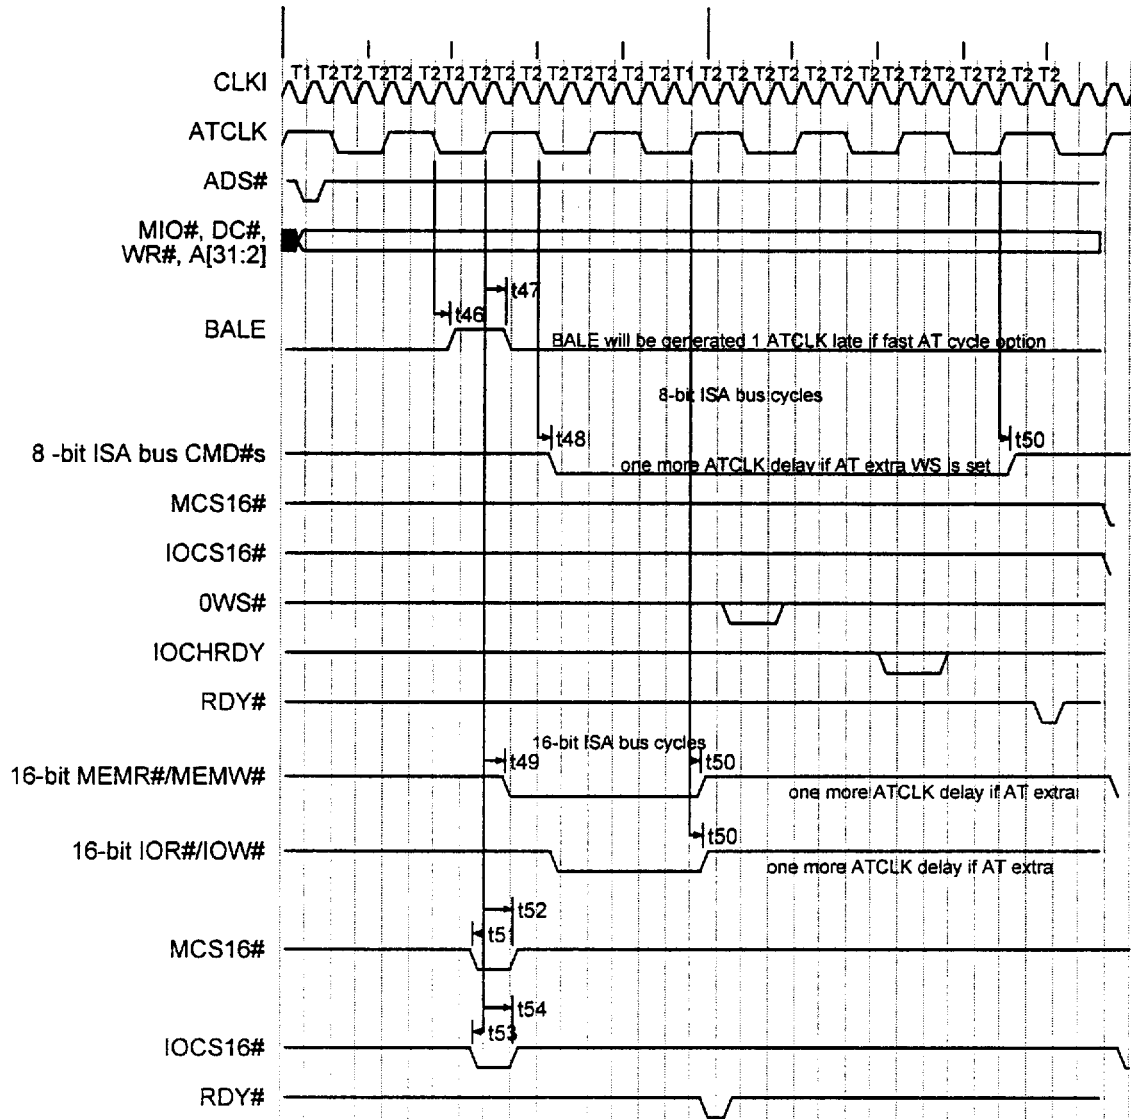 T1 T2 T2 T2 T2 T2 T2 T2 T2 T2 T2 T2 T2 T2 T1 T2 T2 T2 T2 T2 T2 T2 T2 T2 T2 T2 T2 T2
CLKI
ATCLK
ADS#
MIO#, DC#,
WR#, A[31:2]
t47
t46
BALE
BALE will be generated 1 ATCLK late if fast AT cycle option
8-bit ISA bus cycles
t48 t50
8 -bit ISA bus CMD#s
one more ATCLK delay if AT extra WS is set
MCS16#
IOCS16#
0WS#
IOCHRDY
RDY#
16-bit ISA bus cycles
t49 t50
16-bit MEMR#/MEMW#
one more ATCLK delay if AT extra
t50
16-bit IOR#/IOW#
one more ATCLK delay if AT extra
t52
t51
MCS16#
t54
t53
IOCS16#
RDY#